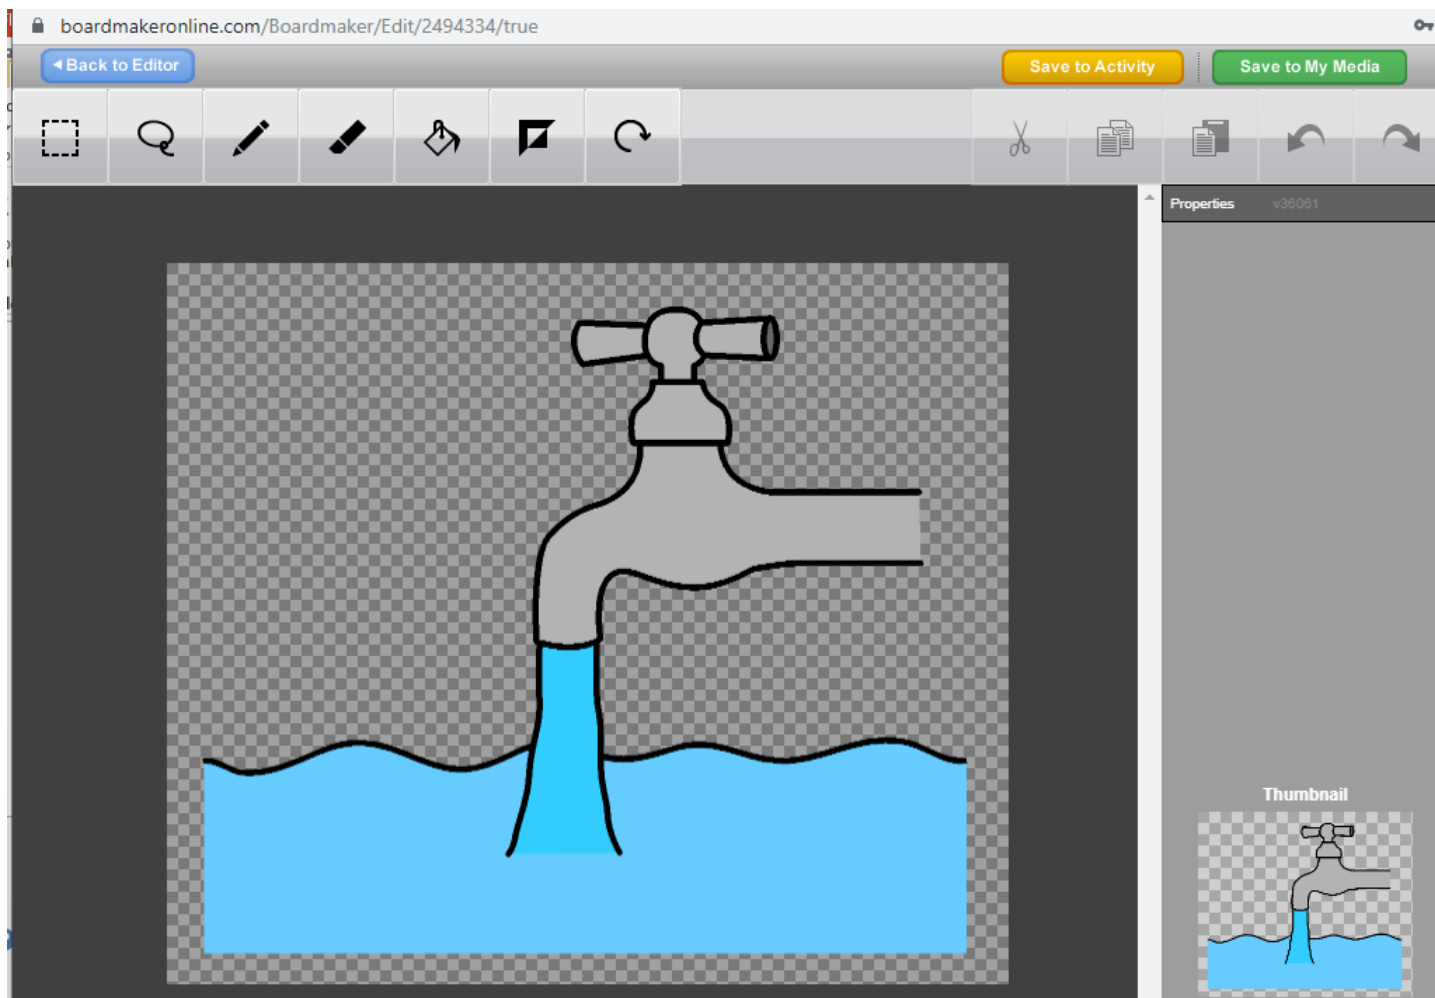 boardmakeronline.com/Boardmaker/Edit/2494334/true
Back to Editor
Save to Activity
Save to My Media
Properties
v36061
Thumbnail